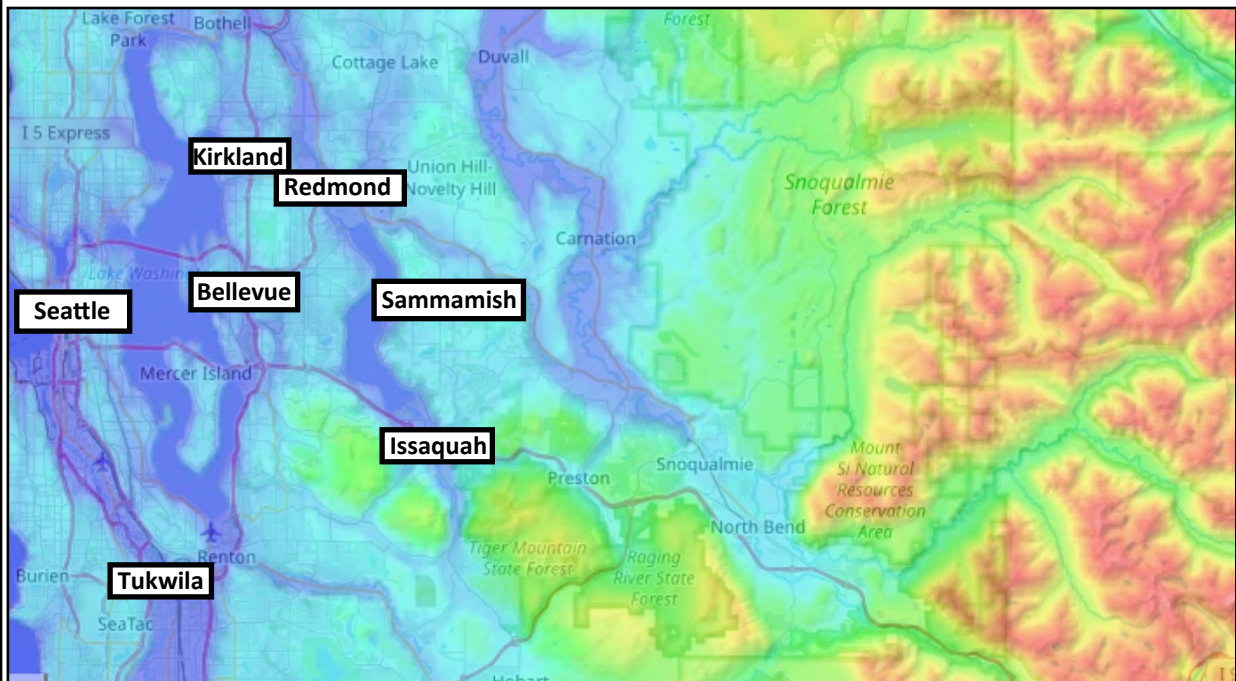 Lake Forest
Park
Bothell
Forest
Duvall
Cottage Lake
I 5 Express
Kirkland
Union Hill-
Novelty Hill
Redmond
Snoqualmie
Forest
Carnation
Lake Washington
Bellevue
Sammamish
Seattle
Mercer Island
Issaquah
Preston
Snoqualmie
Mount
Si Natural
Resources
Conservation
Area
North Bend
Tiger Mountain
State Forest
Raging
River State
Forest
Renton
Burien
Tukwila
SeaTac
Hobart